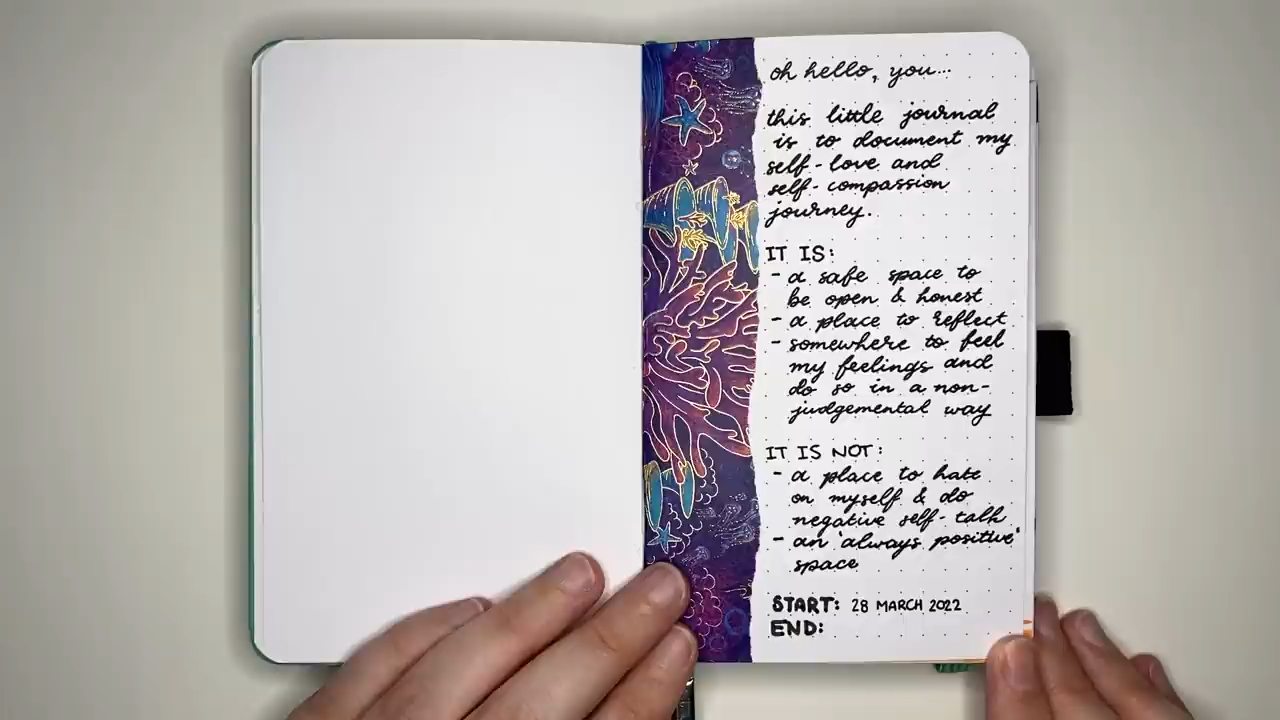 oh hello, you...
this little journal
is to document my
self-love and
self-compassion
journey.
IT IS:
- a safe space to
be open & honest
- a place to reflect
- somewhere to feel
my feelings and
do so in a non-
judgemental way
IT IS NOT:
- a place to hate
on myself & do
negative self-talk
- an 'always positive'
space
START: 28 MARCH 2022
END: